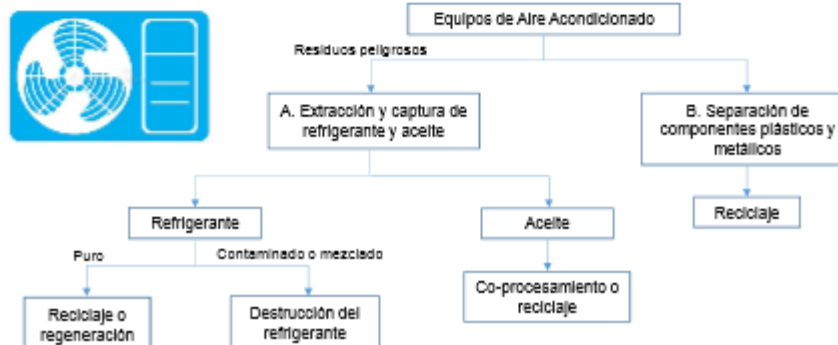 Equipos de Aire Acondicionado
Residuos peligrosos
A. Extracción y captura de
refrigerante y aceite
B. Separación de
componentes plásticos y
metálicos
Refrigerante
Aceite
Reciclaje
Puro
Contaminado o mezclado
Reciclaje o
regeneración
Destrucción del
refrigerante
Co-procesamiento o
reciclaje